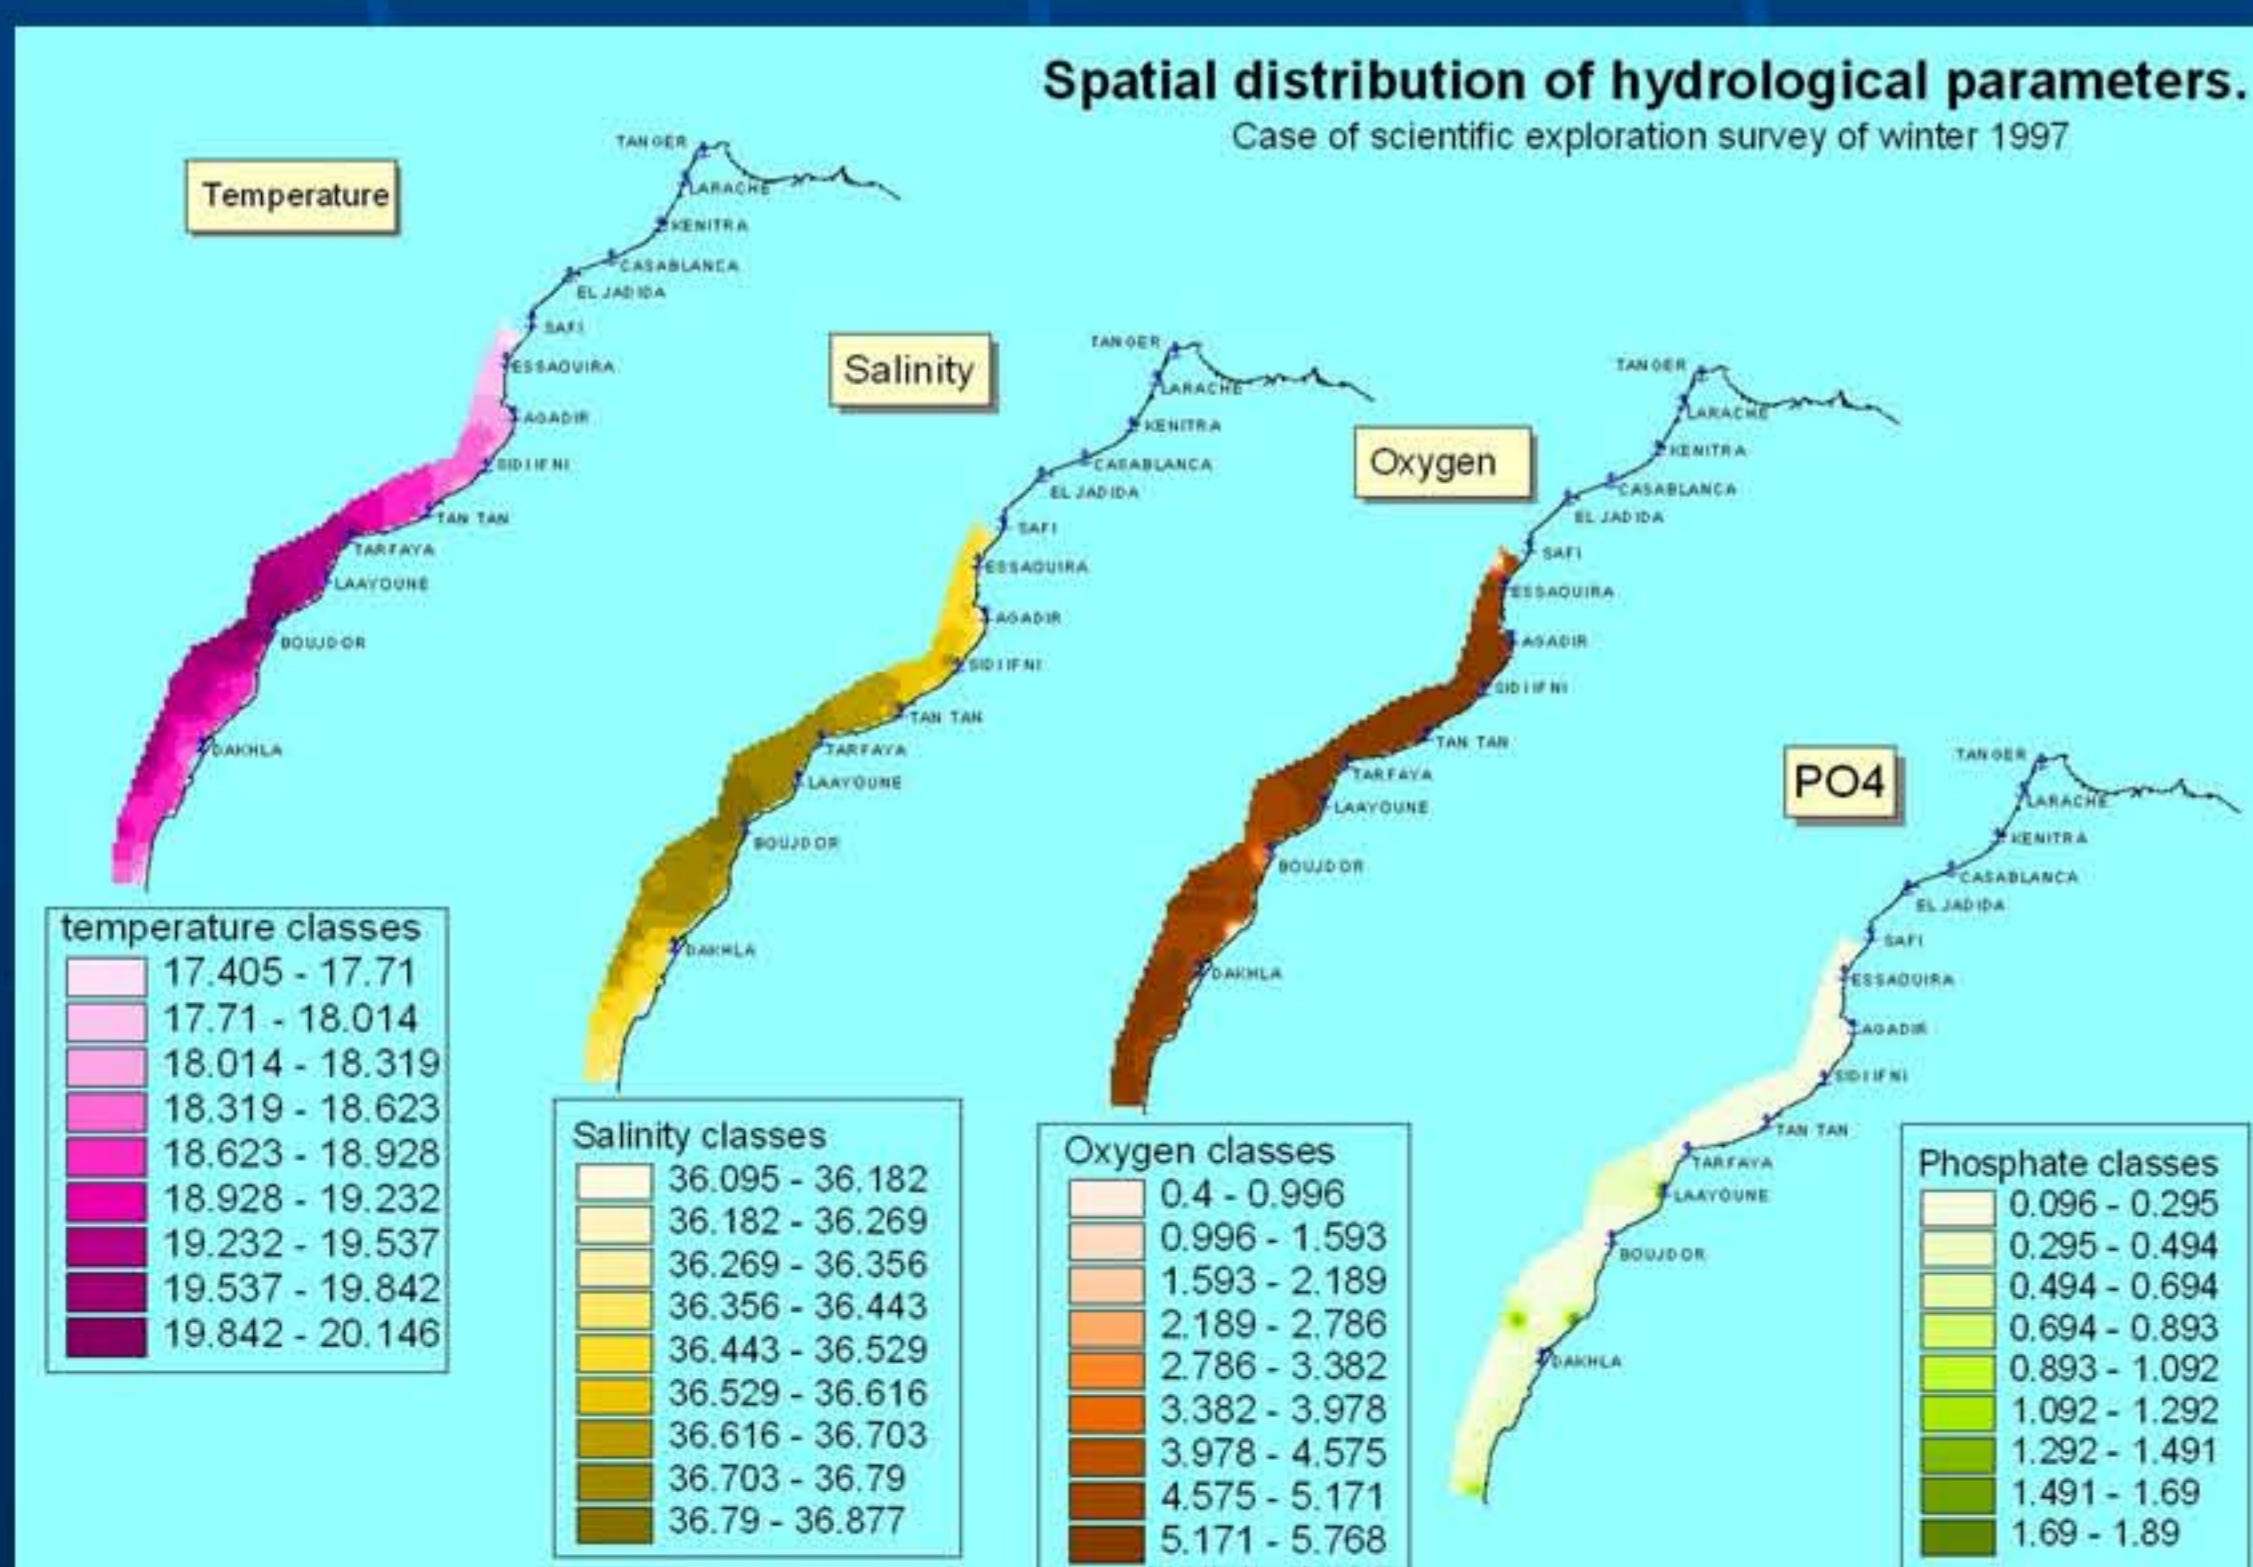 Spatial distribution of hydrological parameters.
Case of scientific exploration survey of winter 1997
Temperature
TANGER
LARACHE
KENITRA
CASABLANCA
EL JADIDA
SAFI
ESSAOUIRA
AGADIR
SIDI IFNI
TAN TAN
TARFAYA
LAAYOUNE
BOUJDOR
DAKHLA
temperature classes
17.405 - 17.71
17.71 - 18.014
18.014 - 18.319
18.319 - 18.623
18.623 - 18.928
18.928 - 19.232
19.232 - 19.537
19.537 - 19.842
19.842 - 20.146
Salinity
TANGER
LARACHE
KENITRA
CASABLANCA
EL JADIDA
SAFI
ESSAOUIRA
AGADIR
SIDI IFNI
TAN TAN
TARFAYA
LAAYOUNE
BOUJDOR
DAKHLA
Salinity classes
36.095 - 36.182
36.182 - 36.269
36.269 - 36.356
36.356 - 36.443
36.443 - 36.529
36.529 - 36.616
36.616 - 36.703
36.703 - 36.79
36.79 - 36.877
Oxygen
TANGER
LARACHE
KENITRA
CASABLANCA
EL JADIDA
SAFI
ESSAOUIRA
AGADIR
SIDI IFNI
TAN TAN
TARFAYA
LAAYOUNE
BOUJDOR
DAKHLA
Oxygen classes
0.4 - 0.996
0.996 - 1.593
1.593 - 2.189
2.189 - 2.786
2.786 - 3.382
3.382 - 3.978
3.978 - 4.575
4.575 - 5.171
5.171 - 5.768
PO4
TANGER
LARACHE
KENITRA
CASABLANCA
EL JADIDA
SAFI
ESSAOUIRA
AGADIR
SIDI IFNI
TAN TAN
TARFAYA
LAAYOUNE
BOUJDOR
DAKHLA
Phosphate classes
0.096 - 0.295
0.295 - 0.494
0.494 - 0.694
0.694 - 0.893
0.893 - 1.092
1.092 - 1.292
1.292 - 1.491
1.491 - 1.69
1.69 - 1.89